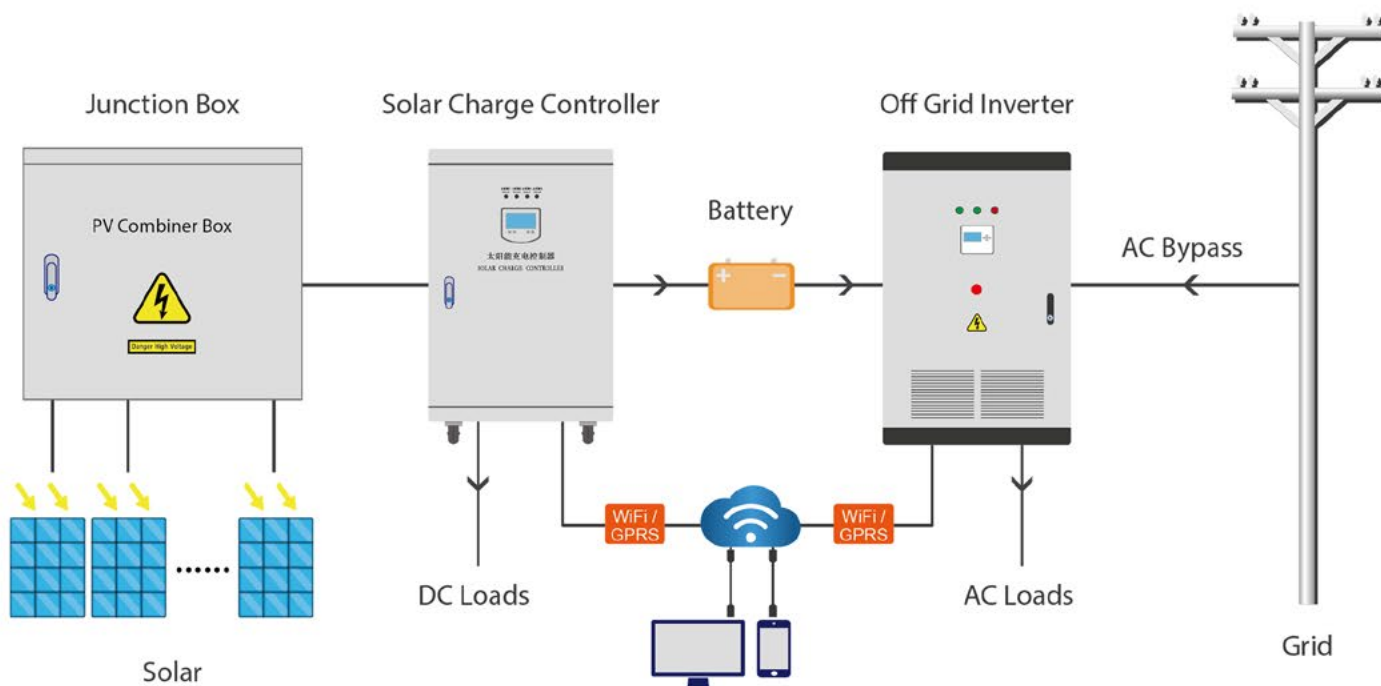 Junction Box
Solar Charge Controller
Off Grid Inverter
PV Combiner Box
Battery
AC Bypass
太阳能充电控制器
SOLAR CHARGE CONTROLLER
Danger High Voltage
WiFi /
GPRS
WiFi /
GPRS
DC Loads
AC Loads
Grid
Solar